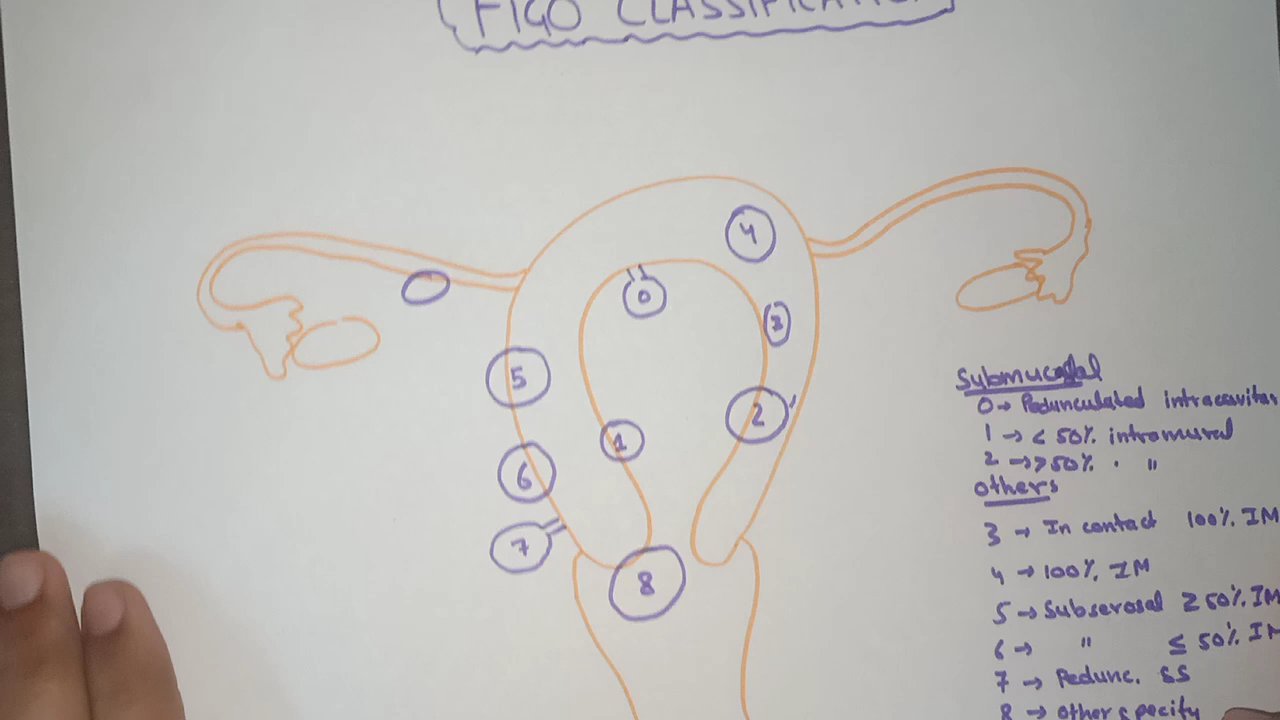 FIGO CLASSIFICATION
4
0
3
5
2
1
6
7
8
Submucosal
0→ Pedunculated intracavitar
1 → < 50% intramural
2 →> 50% · "
others
3 → In contact 100% IM
4 → 100% IM
5 → Subserosal ≥ 50% IM
6 → " ≤ 50% IM
7 → Pedunc. SS
8 → other specify